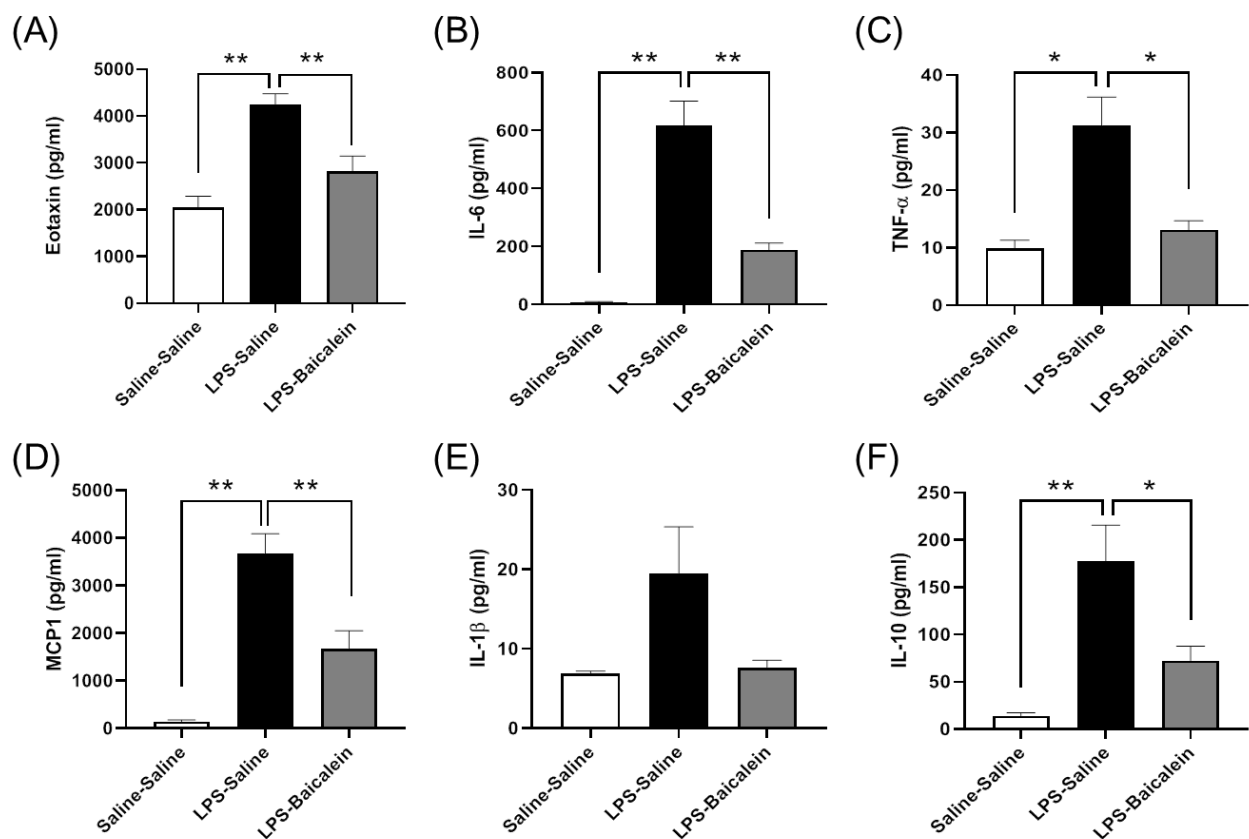 (A)
Eotaxin (pg/ml)
5000
4000
3000
2000
1000
0
**
**
Saline-Saline
LPS-Saline
LPS-Baicalein
(B)
IL-6 (pg/ml)
800
600
400
200
0
**
**
Saline-Saline
LPS-Saline
LPS-Baicalein
(C)
TNF-α (pg/ml)
40
30
20
10
0
*
*
Saline-Saline
LPS-Saline
LPS-Baicalein
(D)
MCP1 (pg/ml)
5000
4000
3000
2000
1000
0
**
**
Saline-Saline
LPS-Saline
LPS-Baicalein
(E)
IL-1β (pg/ml)
30
20
10
0
Saline-Saline
LPS-Saline
LPS-Baicalein
(F)
IL-10 (pg/ml)
250
200
150
100
50
0
**
*
Saline-Saline
LPS-Saline
LPS-Baicalein